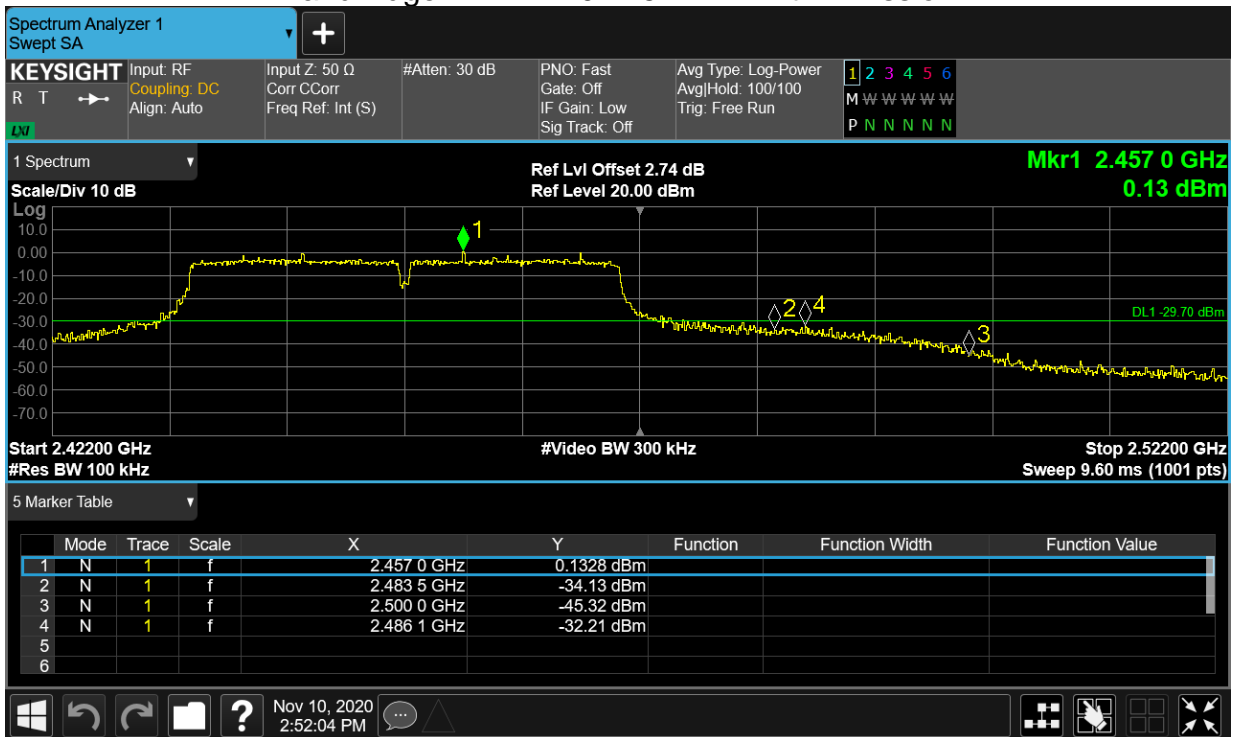 Spectrum Analyzer 1
Swept SA
+
KEYSIGHT Input: RF Input Z: 50 Ω #Atten: 30 dB PNO: Fast Avg Type: Log-Power 1 2 3 4 5 6
R T Coupling: DC Corr CCorr Gate: Off Avg|Hold: 100/100 M W W W W W
Align: Auto Freq Ref: Int (S) IF Gain: Low Trig: Free Run
LXI Sig Track: Off P N N N N N
1 Spectrum Ref Lvl Offset 2.74 dB Mkr1 2.457 0 GHz
Scale/Div 10 dB Ref Level 20.00 dBm 0.13 dBm
Log
10.0 1
0.00
-10.0
-20.0 2 4
-30.0 DL1 -29.70 dBm
-40.0 3
-50.0
-60.0
-70.0
Start 2.42200 GHz #Video BW 300 kHz Stop 2.52200 GHz
#Res BW 100 kHz Sweep 9.60 ms (1001 pts)
5 Marker Table
Mode Trace Scale X Y Function Function Width Function Value
1 N 1 f 2.457 0 GHz 0.1328 dBm
2 N 1 f 2.483 5 GHz -34.13 dBm
3 N 1 f 2.500 0 GHz -45.32 dBm
4 N 1 f 2.486 1 GHz -32.21 dBm
5
6
? Nov 10, 2020
2:52:04 PM